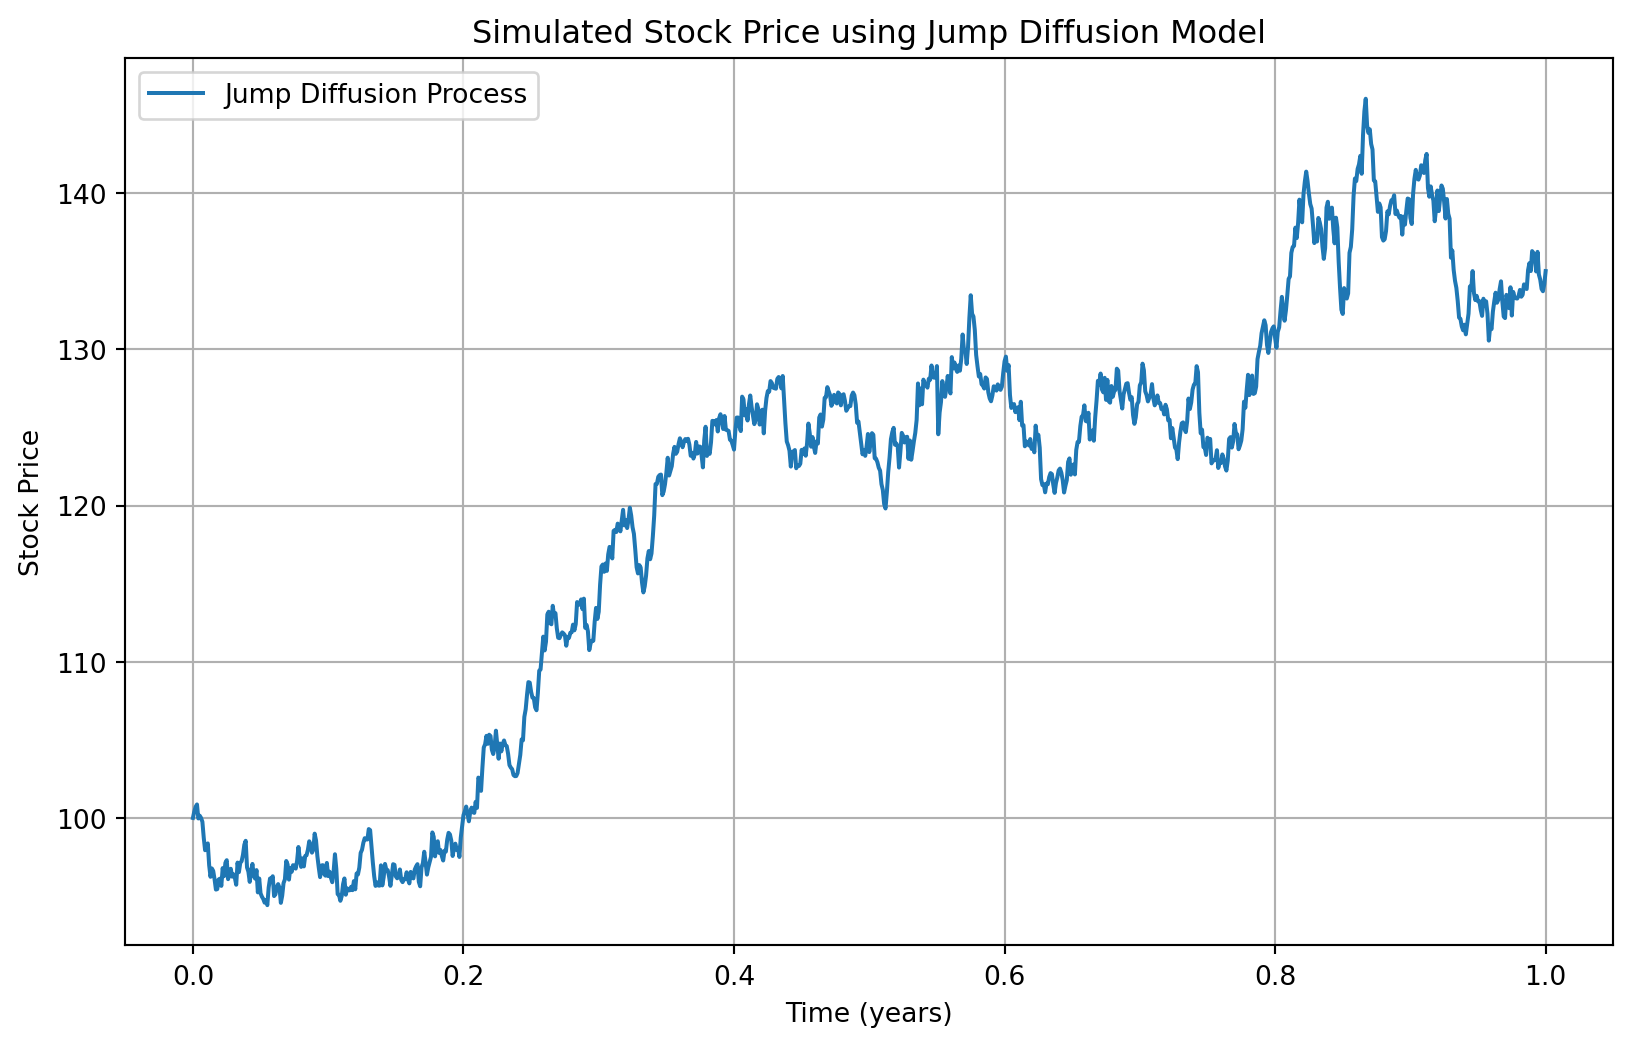 Simulated Stock Price using Jump Diffusion Model
Jump Diffusion Process
140
130
120
110
100
Stock Price
0.0 0.2 0.4 0.6 0.8 1.0
Time (years)